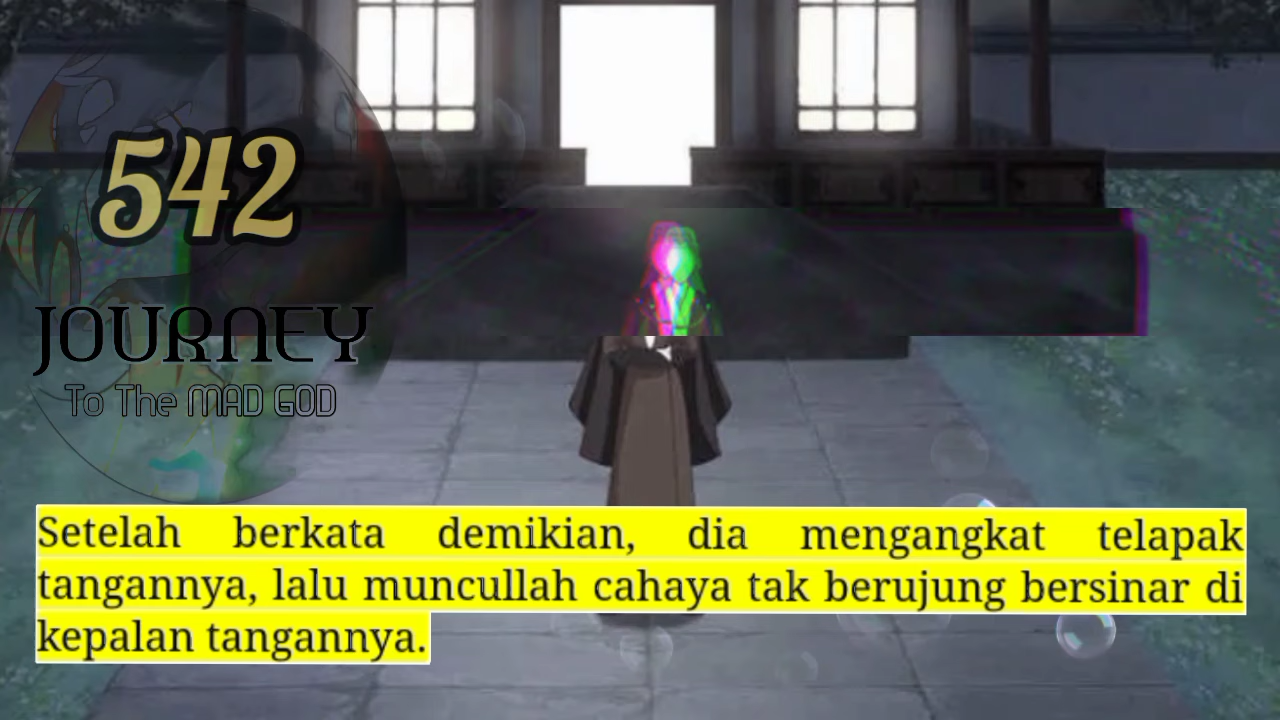 542
JOURNEY
To The MAD GOD
Setelah berkata demikian, dia mengangkat telapak
tangannya, lalu muncullah cahaya tak berujung bersinar di
kepalan tangannya.